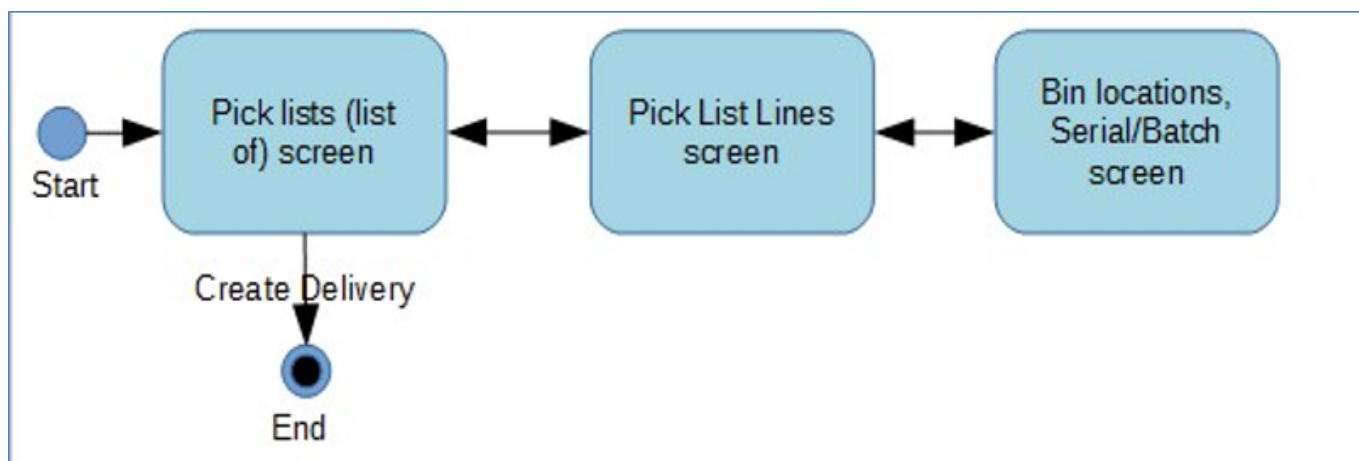 Pick lists (list
of) screen
Pick List Lines
screen
Bin locations,
Serial/Batch
screen
Start
Create Delivery
End